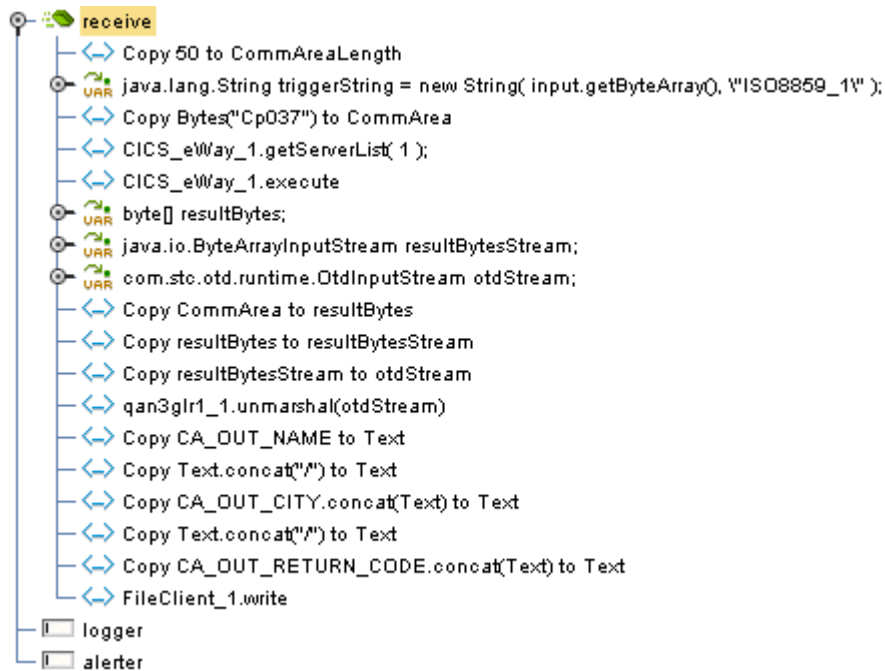 receive
Copy 50 to CommAreaLength
VAR java.lang.String triggerString = new String( input.getByteArray(), \"ISO8859_1\" );
Copy Bytes("Cp037") to CommArea
CICS_eWay_1.getServerList( 1 );
CICS_eWay_1.execute
VAR byte[] resultBytes;
VAR java.io.ByteArrayInputStream resultBytesStream;
VAR com.stc.otd.runtime.OtdInputStream otdStream;
Copy CommArea to resultBytes
Copy resultBytes to resultBytesStream
Copy resultBytesStream to otdStream
qan3glr1_1.unmarshal(otdStream)
Copy CA_OUT_NAME to Text
Copy Text.concat("/") to Text
Copy CA_OUT_CITY.concat(Text) to Text
Copy Text.concat("/") to Text
Copy CA_OUT_RETURN_CODE.concat(Text) to Text
FileClient_1.write
logger
alerter